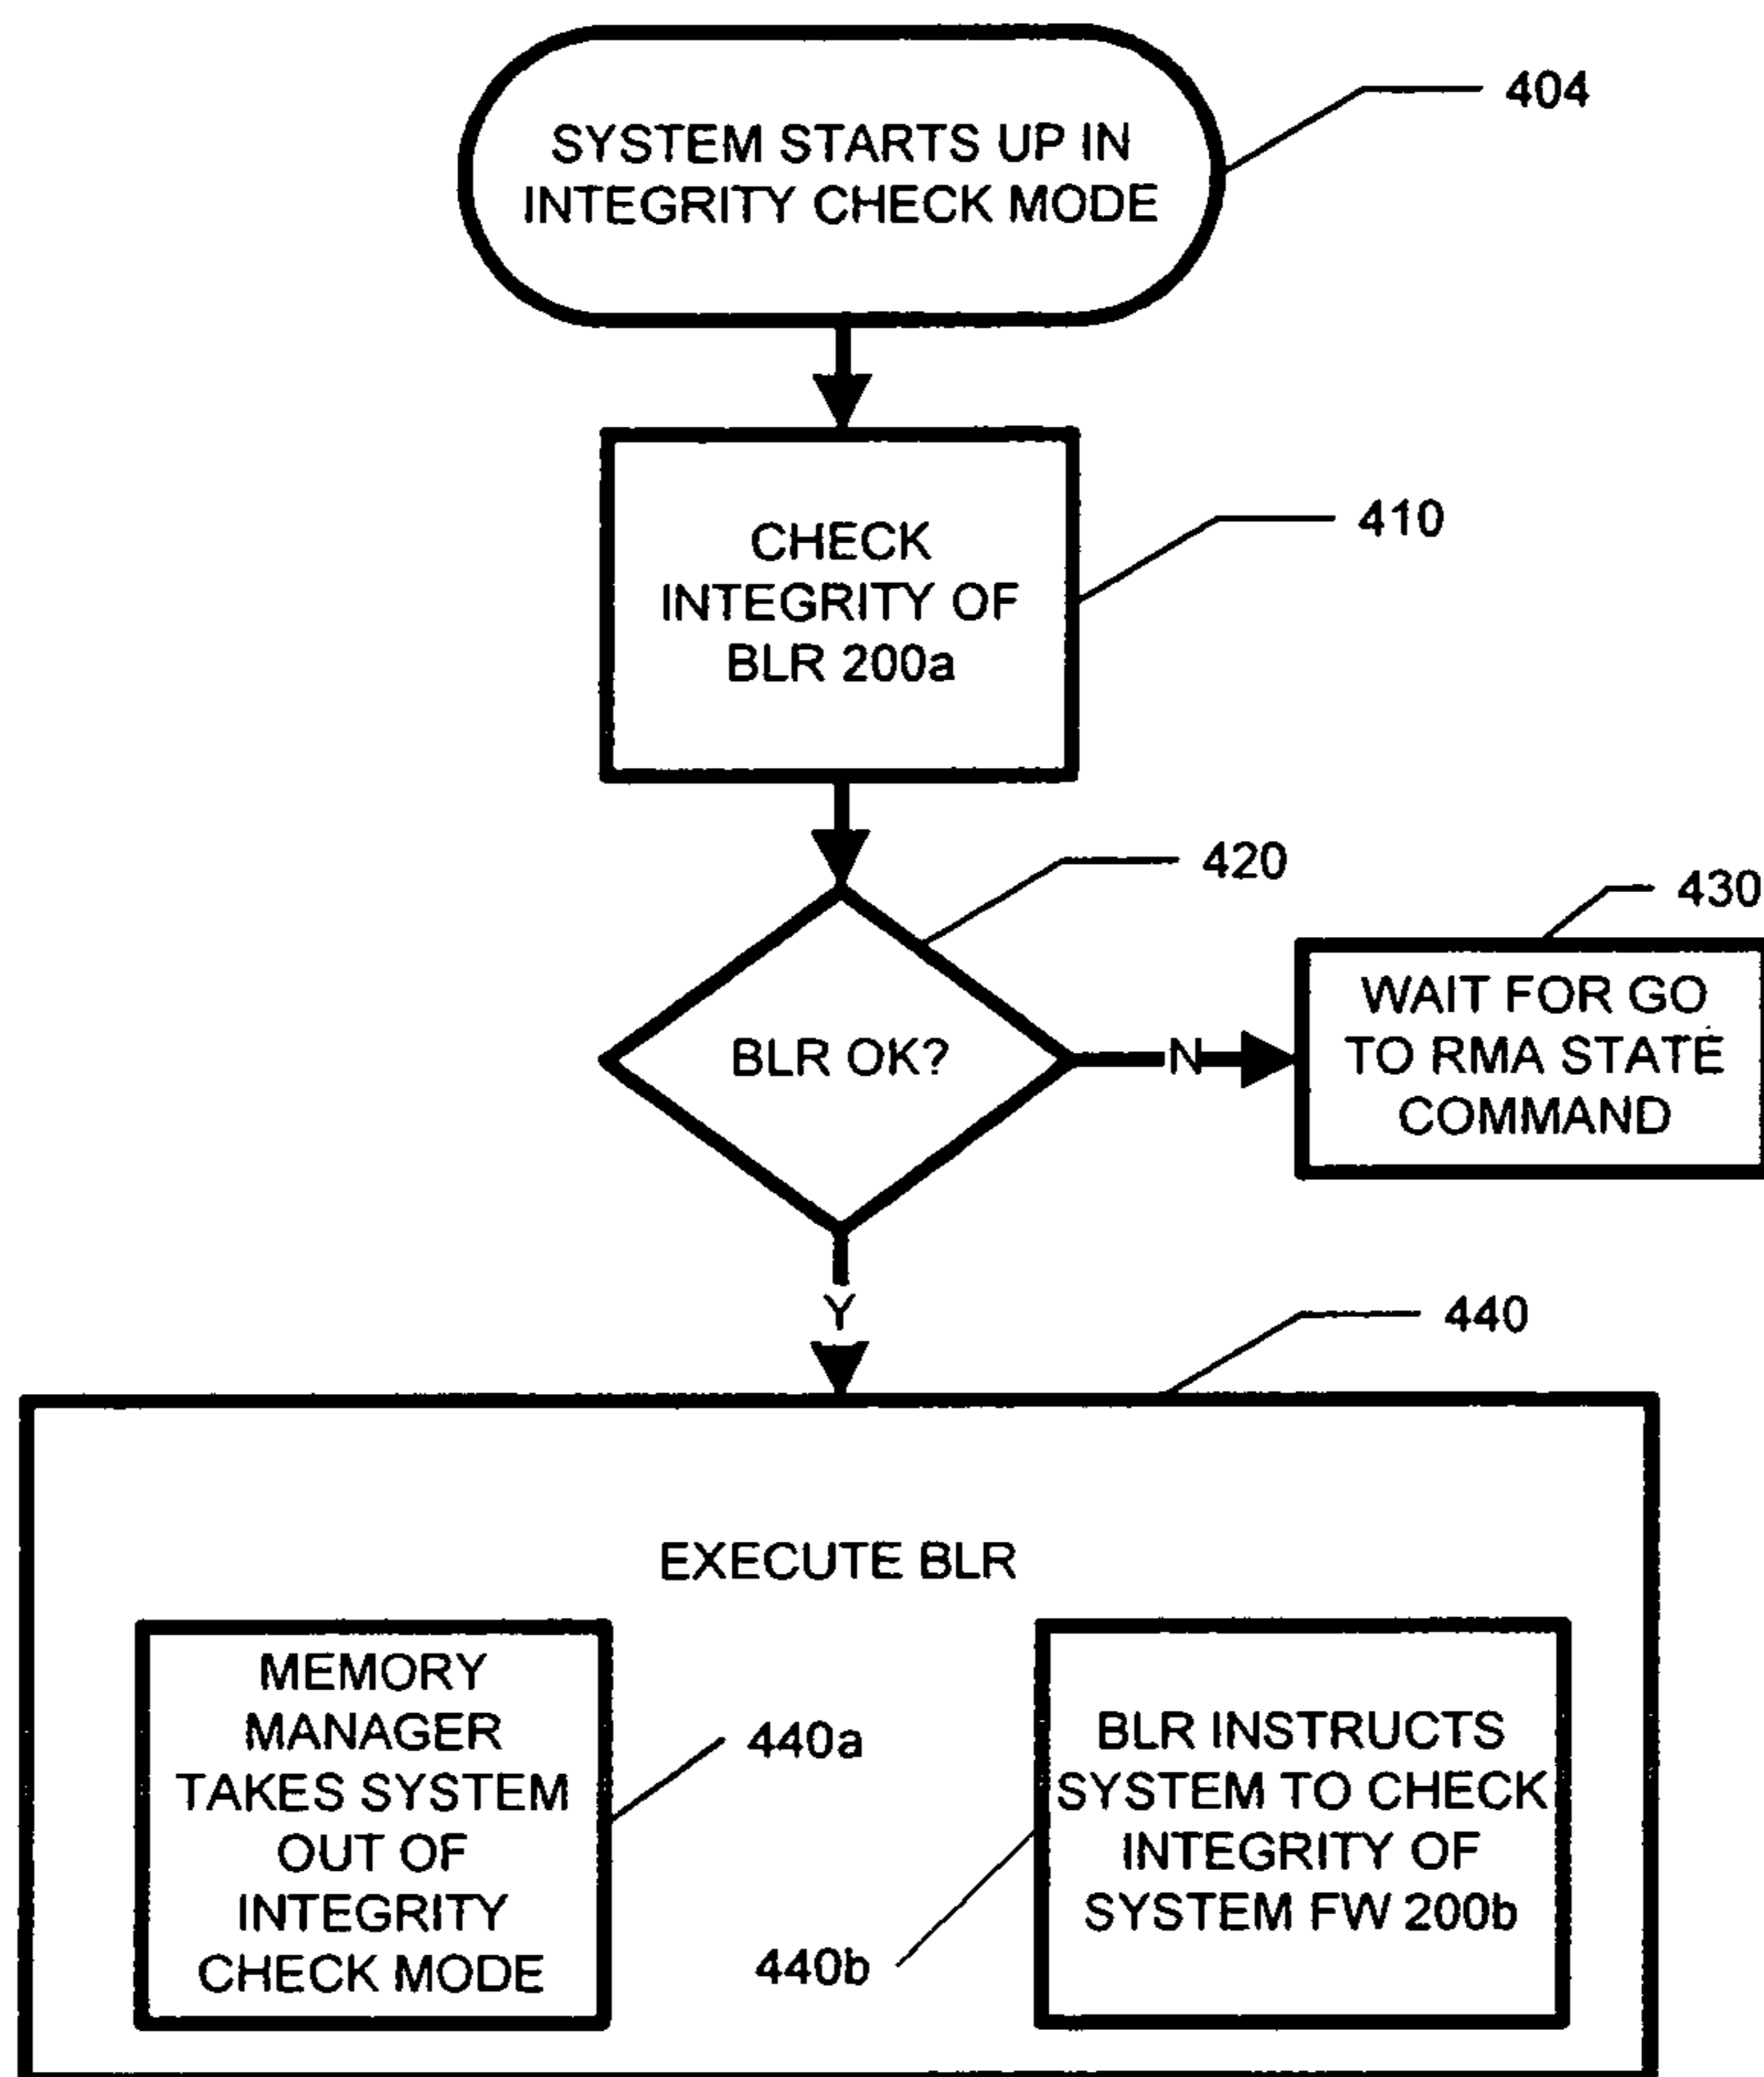 404
SYSTEM STARTS UP IN
INTEGRITY CHECK MODE
410
CHECK
INTEGRITY OF
BLR 200a
420
430
BLR OK?
N
WAIT FOR GO
TO RMA STATE
COMMAND
Y
440
EXECUTE BLR
MEMORY
MANAGER
TAKES SYSTEM
OUT OF
INTEGRITY
CHECK MODE
440a
BLR INSTRUCTS
SYSTEM TO CHECK
INTEGRITY OF
SYSTEM FW 200b
440b